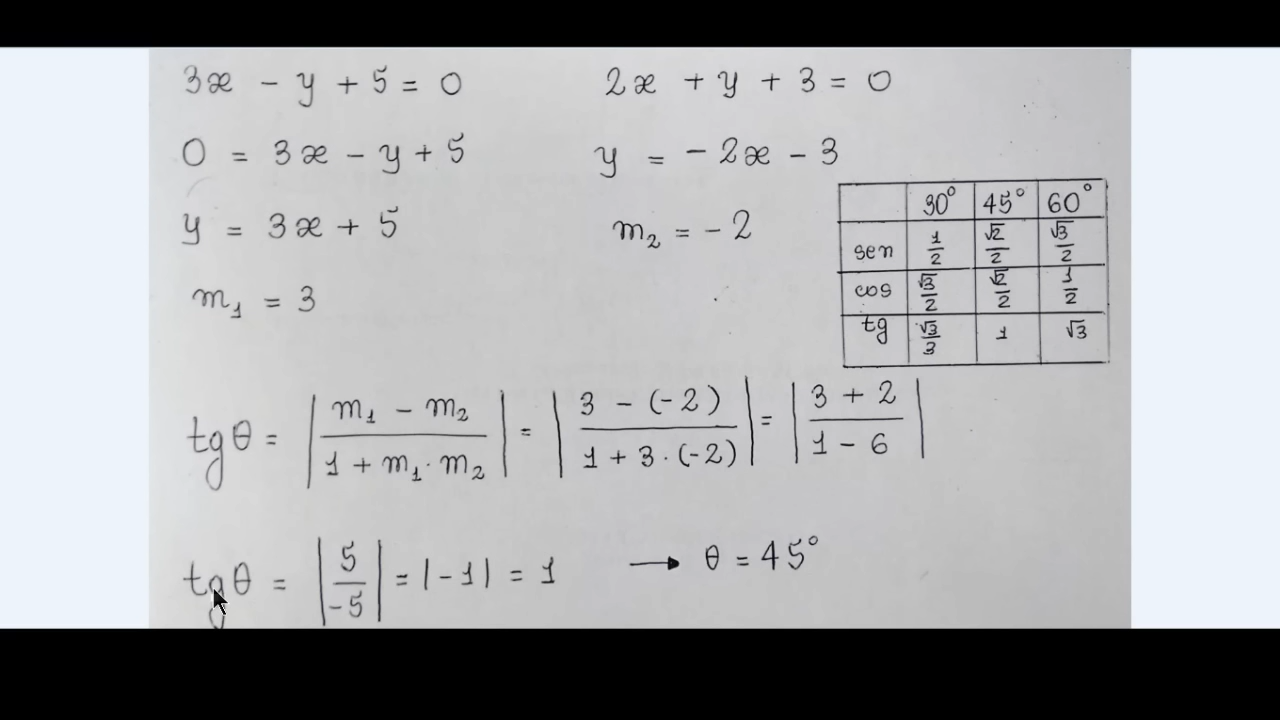 3x - y + 5 = 0
2x + y + 3 = 0
0 = 3x - y + 5
y = -2x - 3
y = 3x + 5
m₂ = -2
m₁ = 3
30° 45° 60°
sen 1/2 √2/2 √3/2
cos √3/2 √2/2 1/2
tg √3/3 1 √3
tg θ = |(m₁ - m₂)/(1 + m₁·m₂)| = |(3 - (-2))/(1 + 3·(-2))| = |(3 + 2)/(1 - 6)|
tg θ = |5/-5| = |-1| = 1 → θ = 45°